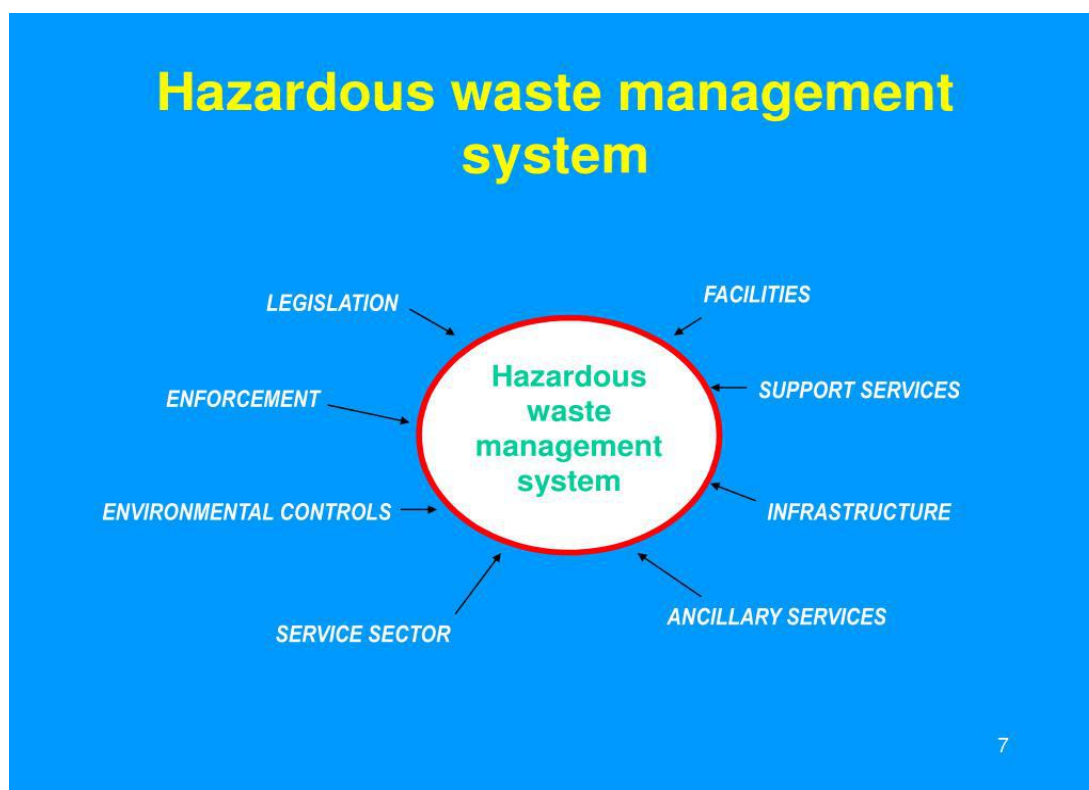 Hazardous waste management
system
LEGISLATION
FACILITIES
ENFORCEMENT
SUPPORT SERVICES
Hazardous
waste
management
system
ENVIRONMENTAL CONTROLS
INFRASTRUCTURE
SERVICE SECTOR
ANCILLARY SERVICES
7